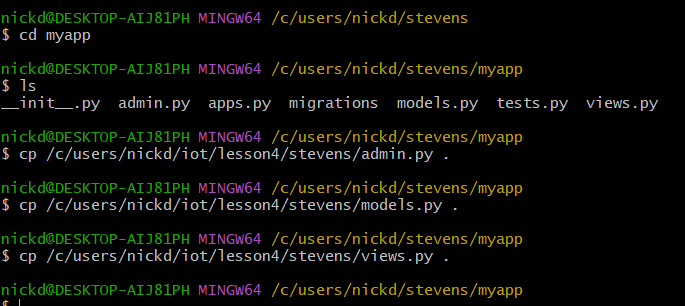 nickd@DESKTOP-AIJ81PH MINGW64 /c/users/nickd/stevens
$ cd myapp
nickd@DESKTOP-AIJ81PH MINGW64 /c/users/nickd/stevens/myapp
$ ls
__init__.py  admin.py  apps.py  migrations  models.py  tests.py  views.py
nickd@DESKTOP-AIJ81PH MINGW64 /c/users/nickd/stevens/myapp
$ cp /c/users/nickd/iot/lesson4/stevens/admin.py .
nickd@DESKTOP-AIJ81PH MINGW64 /c/users/nickd/stevens/myapp
$ cp /c/users/nickd/iot/lesson4/stevens/models.py .
nickd@DESKTOP-AIJ81PH MINGW64 /c/users/nickd/stevens/myapp
$ cp /c/users/nickd/iot/lesson4/stevens/views.py .
nickd@DESKTOP-AIJ81PH MINGW64 /c/users/nickd/stevens/myapp
$